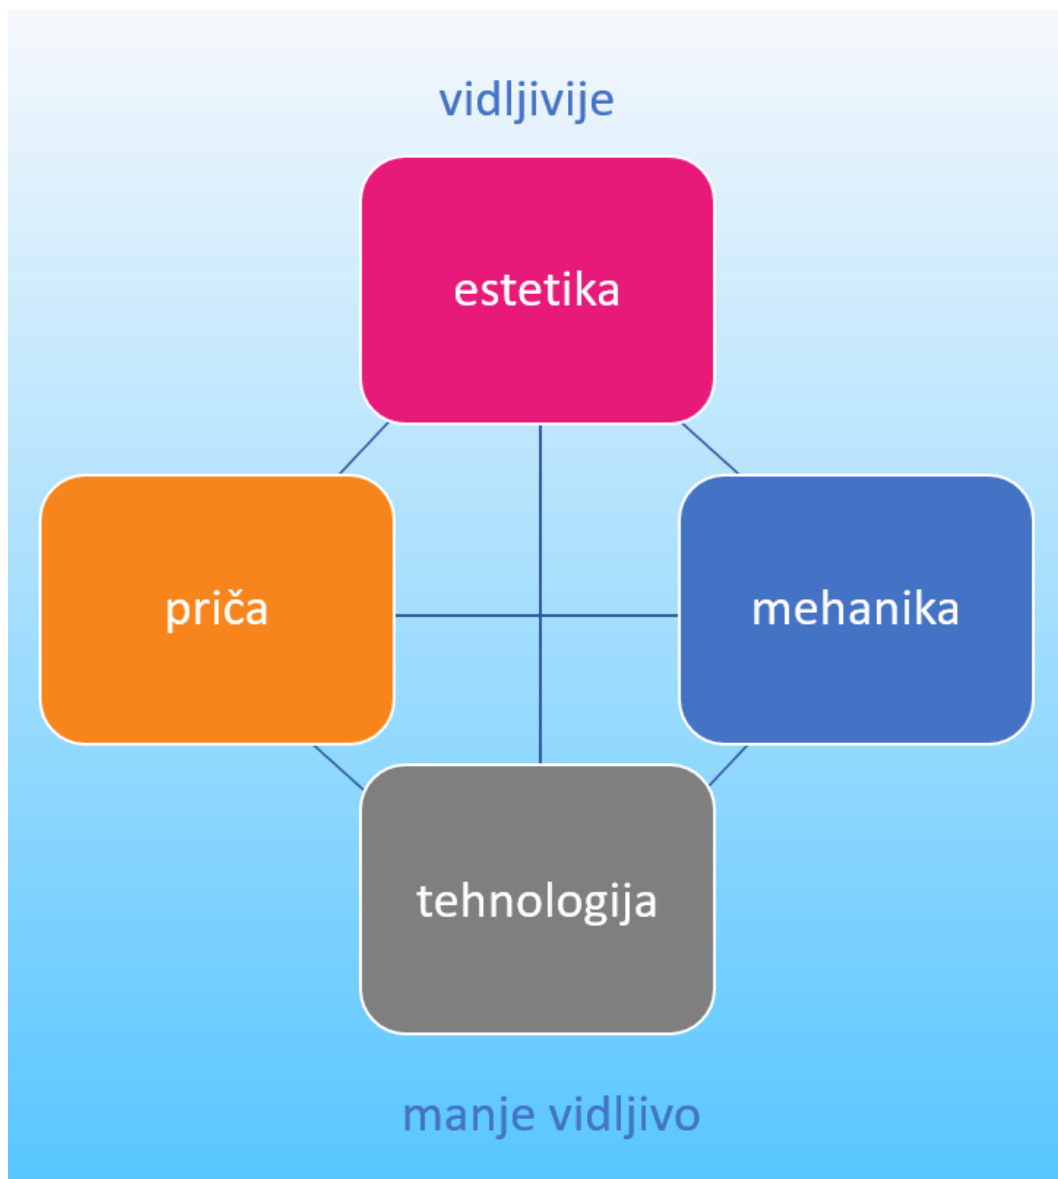 vidljivije
estetika
priča
mehanika
tehnologija
manje vidljivo